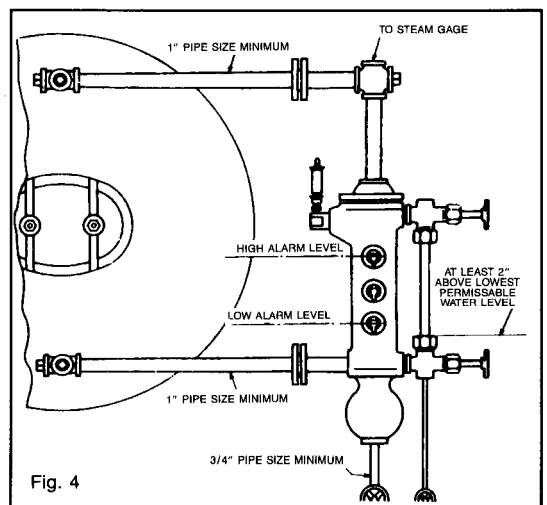 TO STEAM GAGE
1" PIPE SIZE MINIMUM
HIGH ALARM LEVEL
AT LEAST 2"
ABOVE LOWEST
PERMISSABLE
WATER LEVEL
LOW ALARM LEVEL
1" PIPE SIZE MINIMUM
3/4" PIPE SIZE MINIMUM
Fig. 4